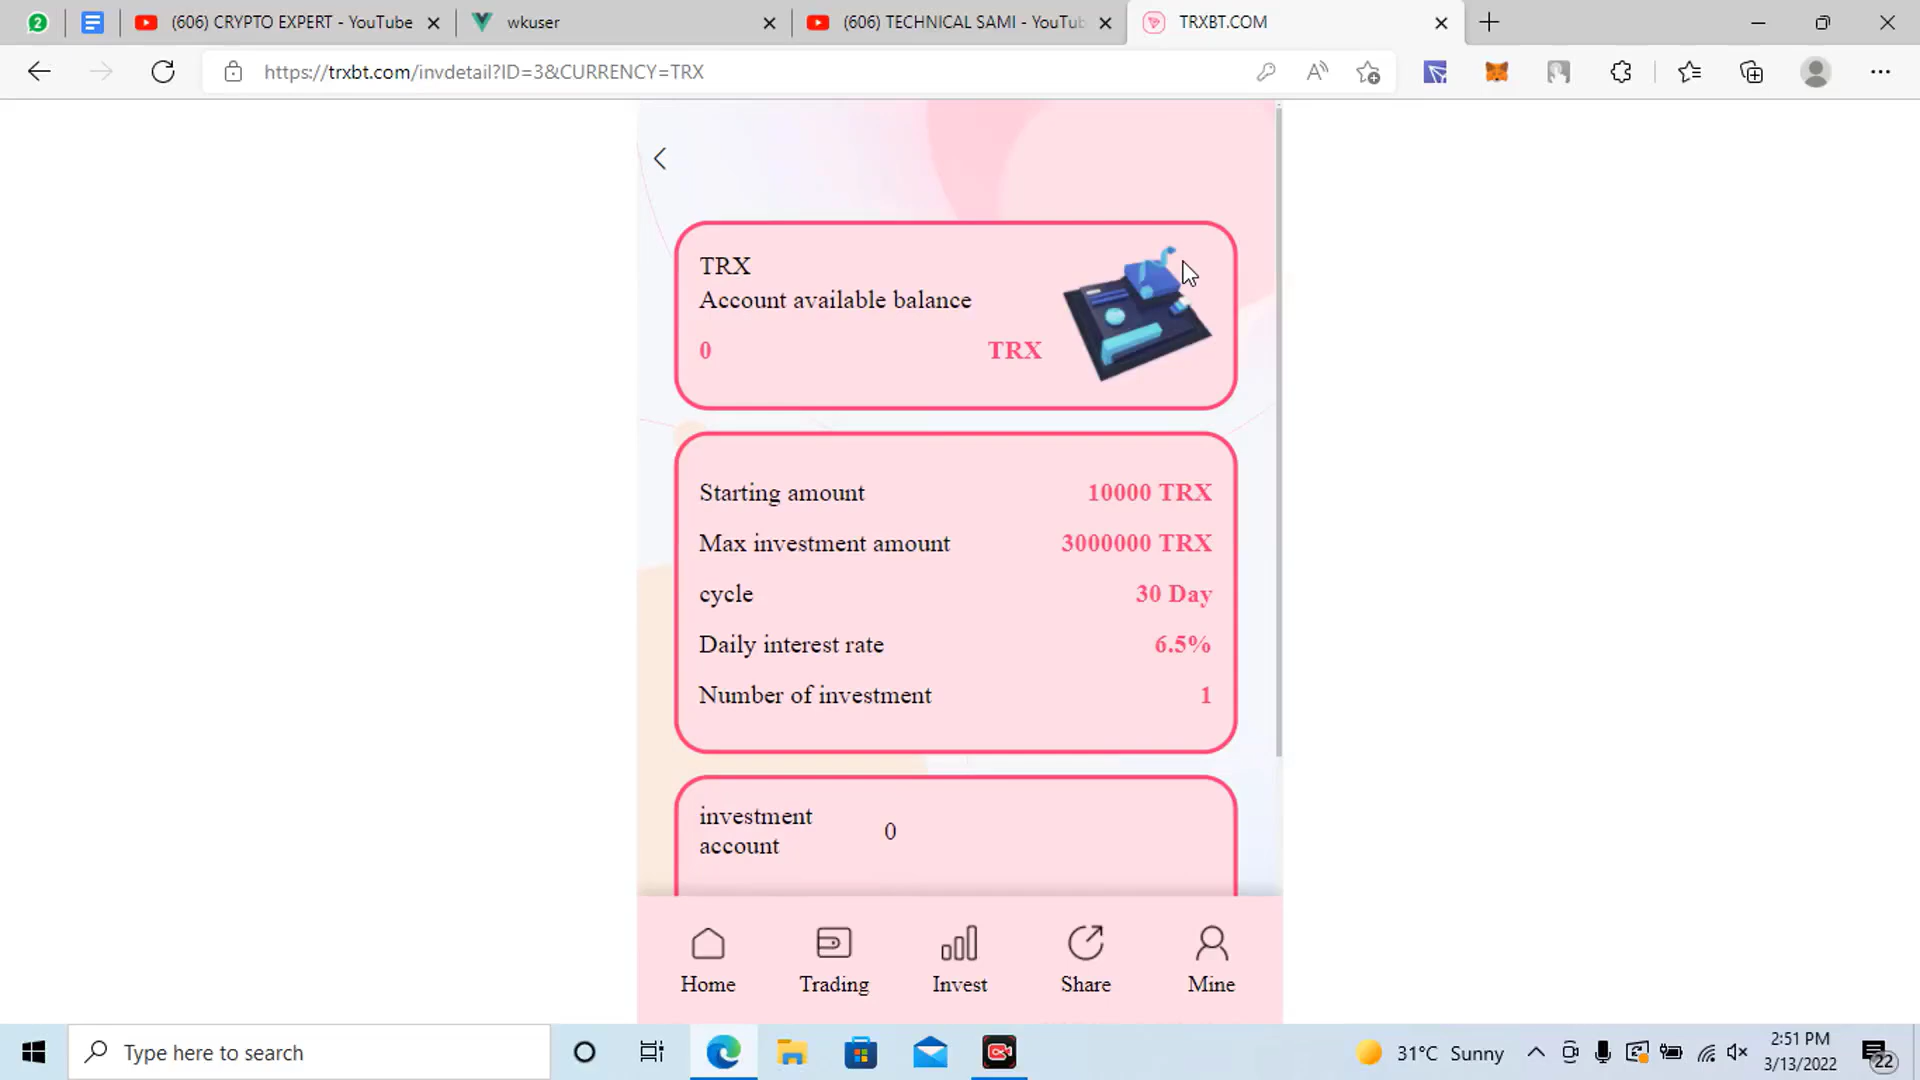 2
(606) CRYPTO EXPERT - YouTube
wkuser
(606) TECHNICAL SAMI - YouTub
TRXBT.COM
https://trxbt.com/invdetail?ID=3&CURRENCY=TRX
TRX
Account available balance
0 TRX
Starting amount 10000 TRX
Max investment amount 3000000 TRX
cycle 30 Day
Daily interest rate 6.5%
Number of investment 1
investment
account
0
Home Trading Invest Share Mine
Type here to search
31°C Sunny
2:51 PM
3/13/2022
22